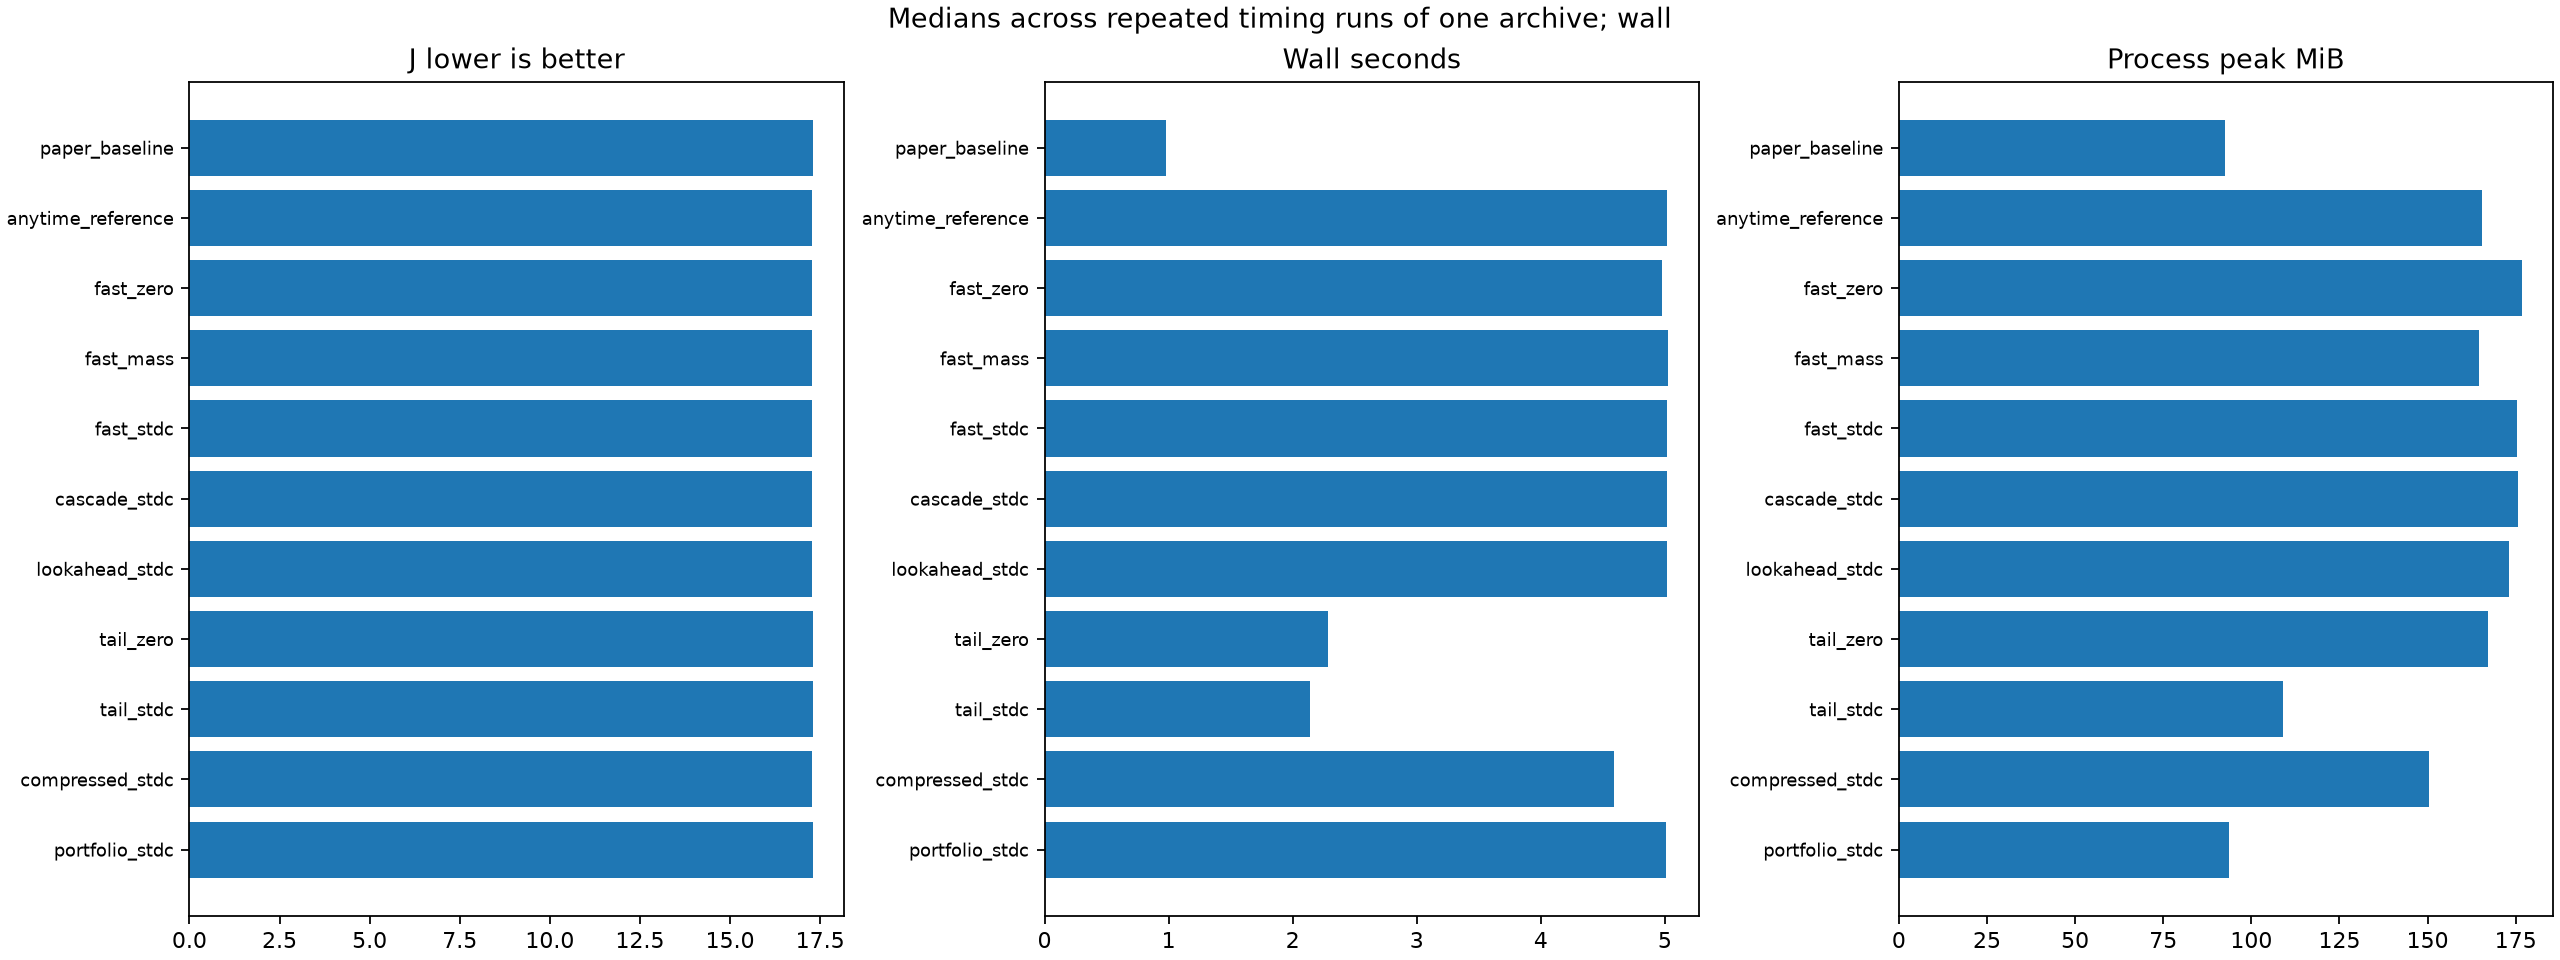 Medians across repeated timing runs of one archive; wall
J lower is better
paper_baseline
anytime_reference
fast_zero
fast_mass
fast_stdc
cascade_stdc
lookahead_stdc
tail_zero
tail_stdc
compressed_stdc
portfolio_stdc
0.0 2.5 5.0 7.5 10.0 12.5 15.0 17.5
Wall seconds
paper_baseline
anytime_reference
fast_zero
fast_mass
fast_stdc
cascade_stdc
lookahead_stdc
tail_zero
tail_stdc
compressed_stdc
portfolio_stdc
0 1 2 3 4 5
Process peak MiB
paper_baseline
anytime_reference
fast_zero
fast_mass
fast_stdc
cascade_stdc
lookahead_stdc
tail_zero
tail_stdc
compressed_stdc
portfolio_stdc
0 25 50 75 100 125 150 175